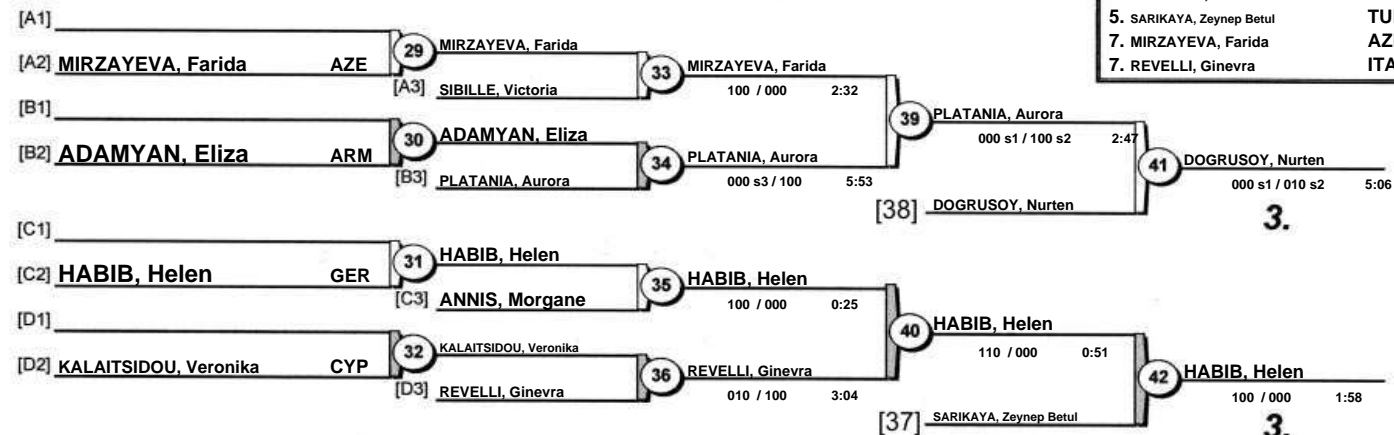 5. SARIKAYA, Zeynep Betul
7. MIRZAYEVA, Farida
7. REVELLI, Ginevra
[A1]
[A2] MIRZAYEVA, Farida AZE
29
MIRZAYEVA, Farida
[A3] SIBILLE, Victoria
33
MIRZAYEVA, Farida
100 / 000 2:32
[B1]
[B2] ADAMYAN, Eliza ARM
30
ADAMYAN, Eliza
[B3] PLATANIA, Aurora
34
PLATANIA, Aurora
000 s3 / 100 5:53
39
PLATANIA, Aurora
000 s1 / 100 s2 2:47
[38] DOGRUSOY, Nurten
41
DOGRUSOY, Nurten
000 s1 / 010 s2 5:06
3.
[C1]
[C2] HABIB, Helen GER
31
HABIB, Helen
[C3] ANNIS, Morgane
35
HABIB, Helen
100 / 000 0:25
[D1]
[D2] KALAITSIDOU, Veronika CYP
32
KALAITSIDOU, Veronika
[D3] REVELLI, Ginevra
36
REVELLI, Ginevra
010 / 100 3:04
40
HABIB, Helen
110 / 000 0:51
[37] SARIKAYA, Zeynep Betul
42
HABIB, Helen
100 / 000 1:58
3.